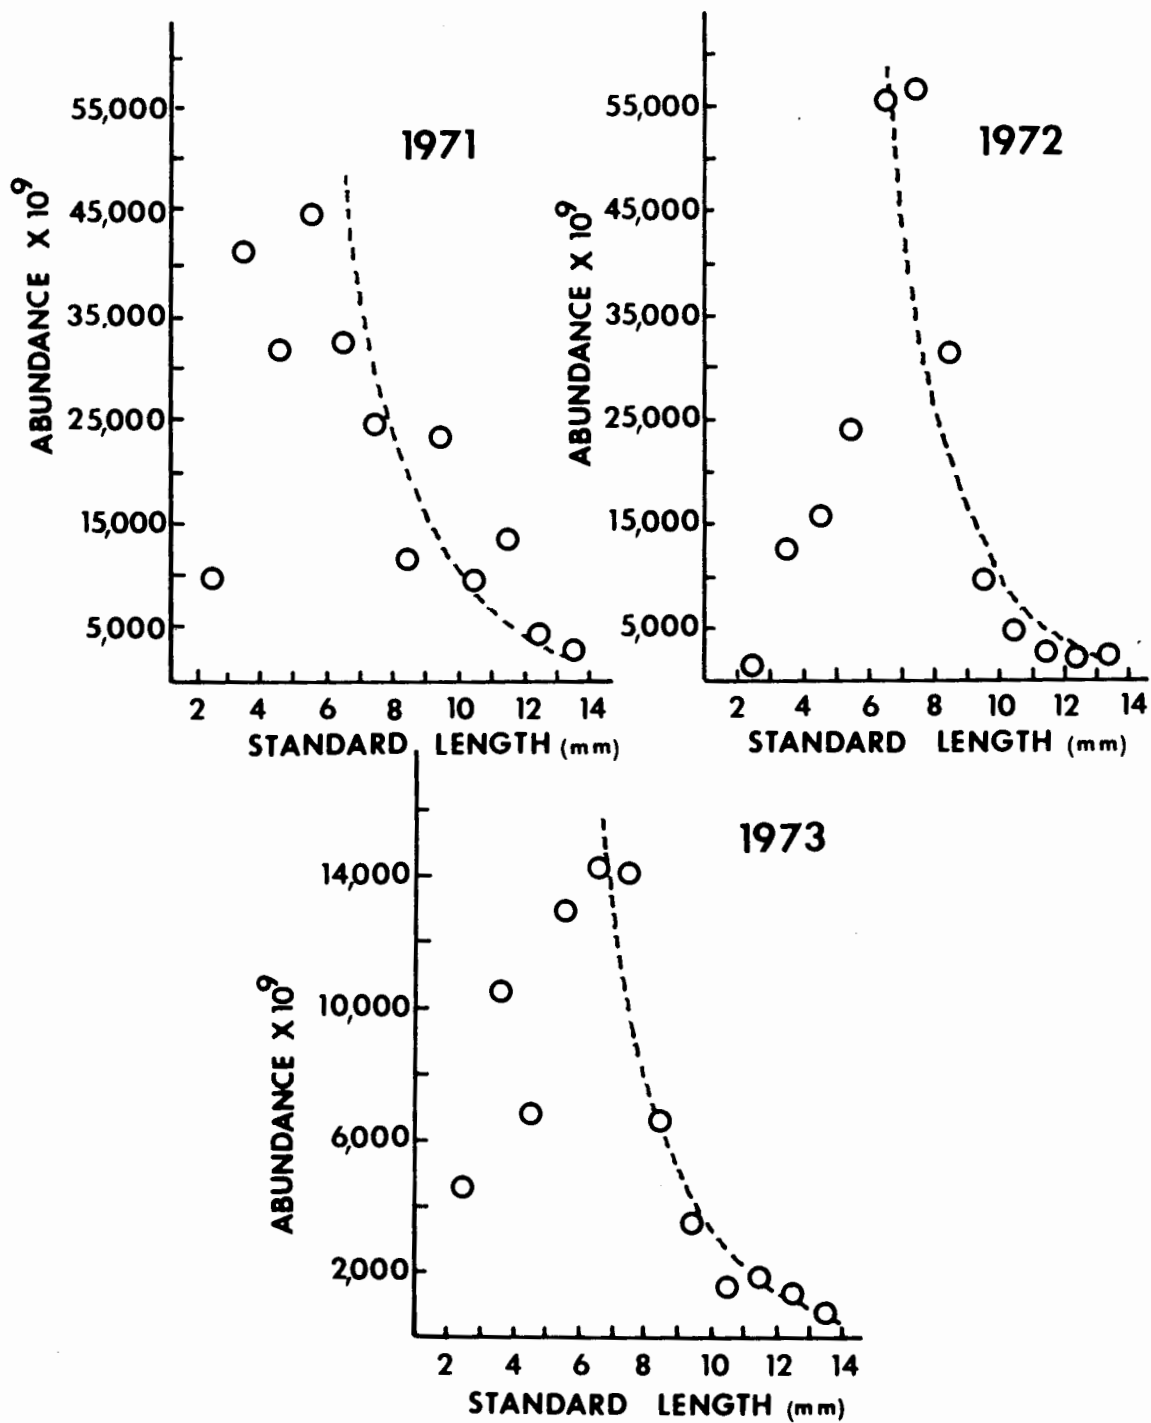 1971
ABUNDANCE X 10⁹
55,000
45,000
35,000
25,000
15,000
5,000
2 4 6 8 10 12 14
STANDARD LENGTH (mm)
1972
ABUNDANCE X 10⁹
55,000
45,000
35,000
25,000
15,000
5,000
2 4 6 8 10 12 14
STANDARD LENGTH (mm)
1973
ABUNDANCE X 10⁹
14,000
10,000
6,000
2,000
2 4 6 8 10 12 14
STANDARD LENGTH (mm)